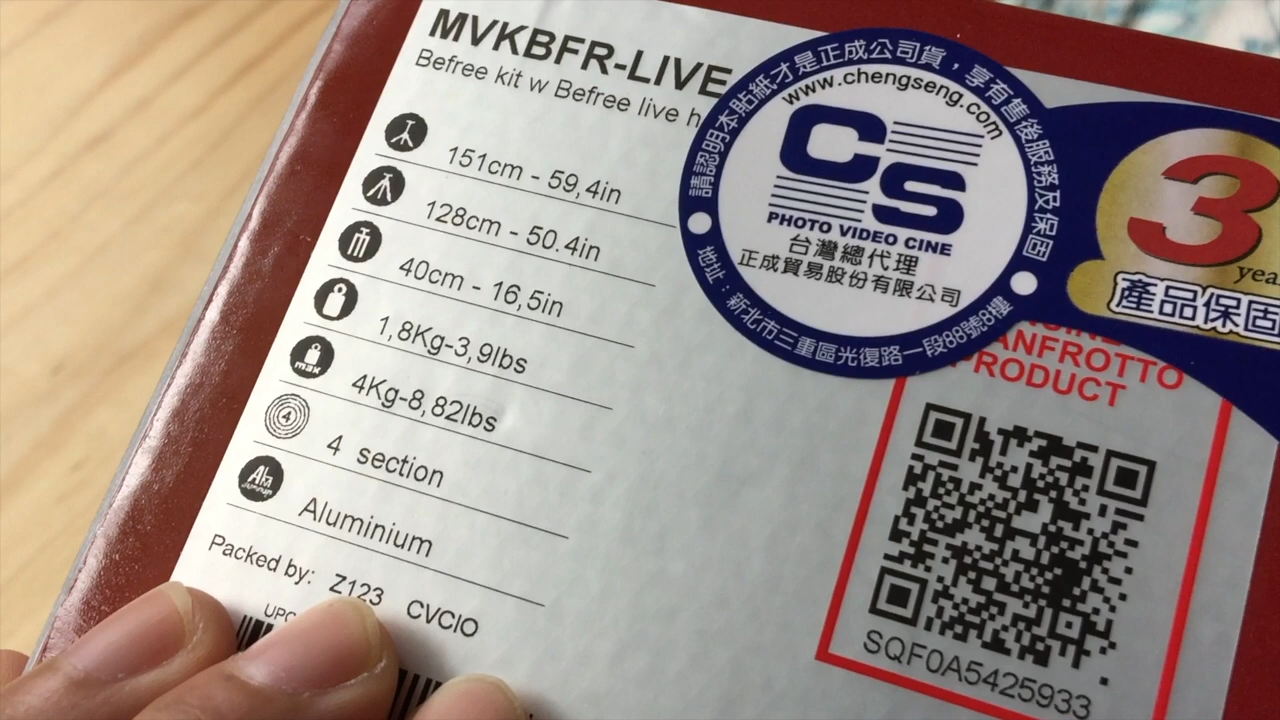 MVKBFR-LIVE
Befree kit w Befree live h
151cm - 59,4in
128cm - 50.4in
40cm - 16,5in
1,8Kg-3,9lbs
max
4Kg-8,82lbs
4
4 section
Aluminium
Packed by: Z123 CVCIO
UPC
請認明本貼紙才是正成公司貨，享有售後服務及保固
www.chengseng.com
CS
PHOTO VIDEO CINE
台灣總代理
正成貿易股份有限公司
地址：新北市三重區光復路一段88號8樓
3
產品保固
ANFROTTO
PRODUCT
SQF0A5425933